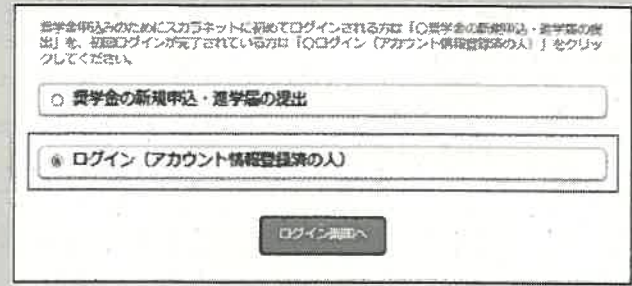 奨学金申込みのためにスカラネットに初めてログインされる方は「〇奨学金の新規申込・進学届の提
出」を、初回ログインが完了されている方は「〇ログイン（アカウント情報登録済の人）」をクリッ
クしてください。
○ 奨学金の新規申込・進学届の提出
◉ ログイン（アカウント情報登録済の人）
ログイン画面へ